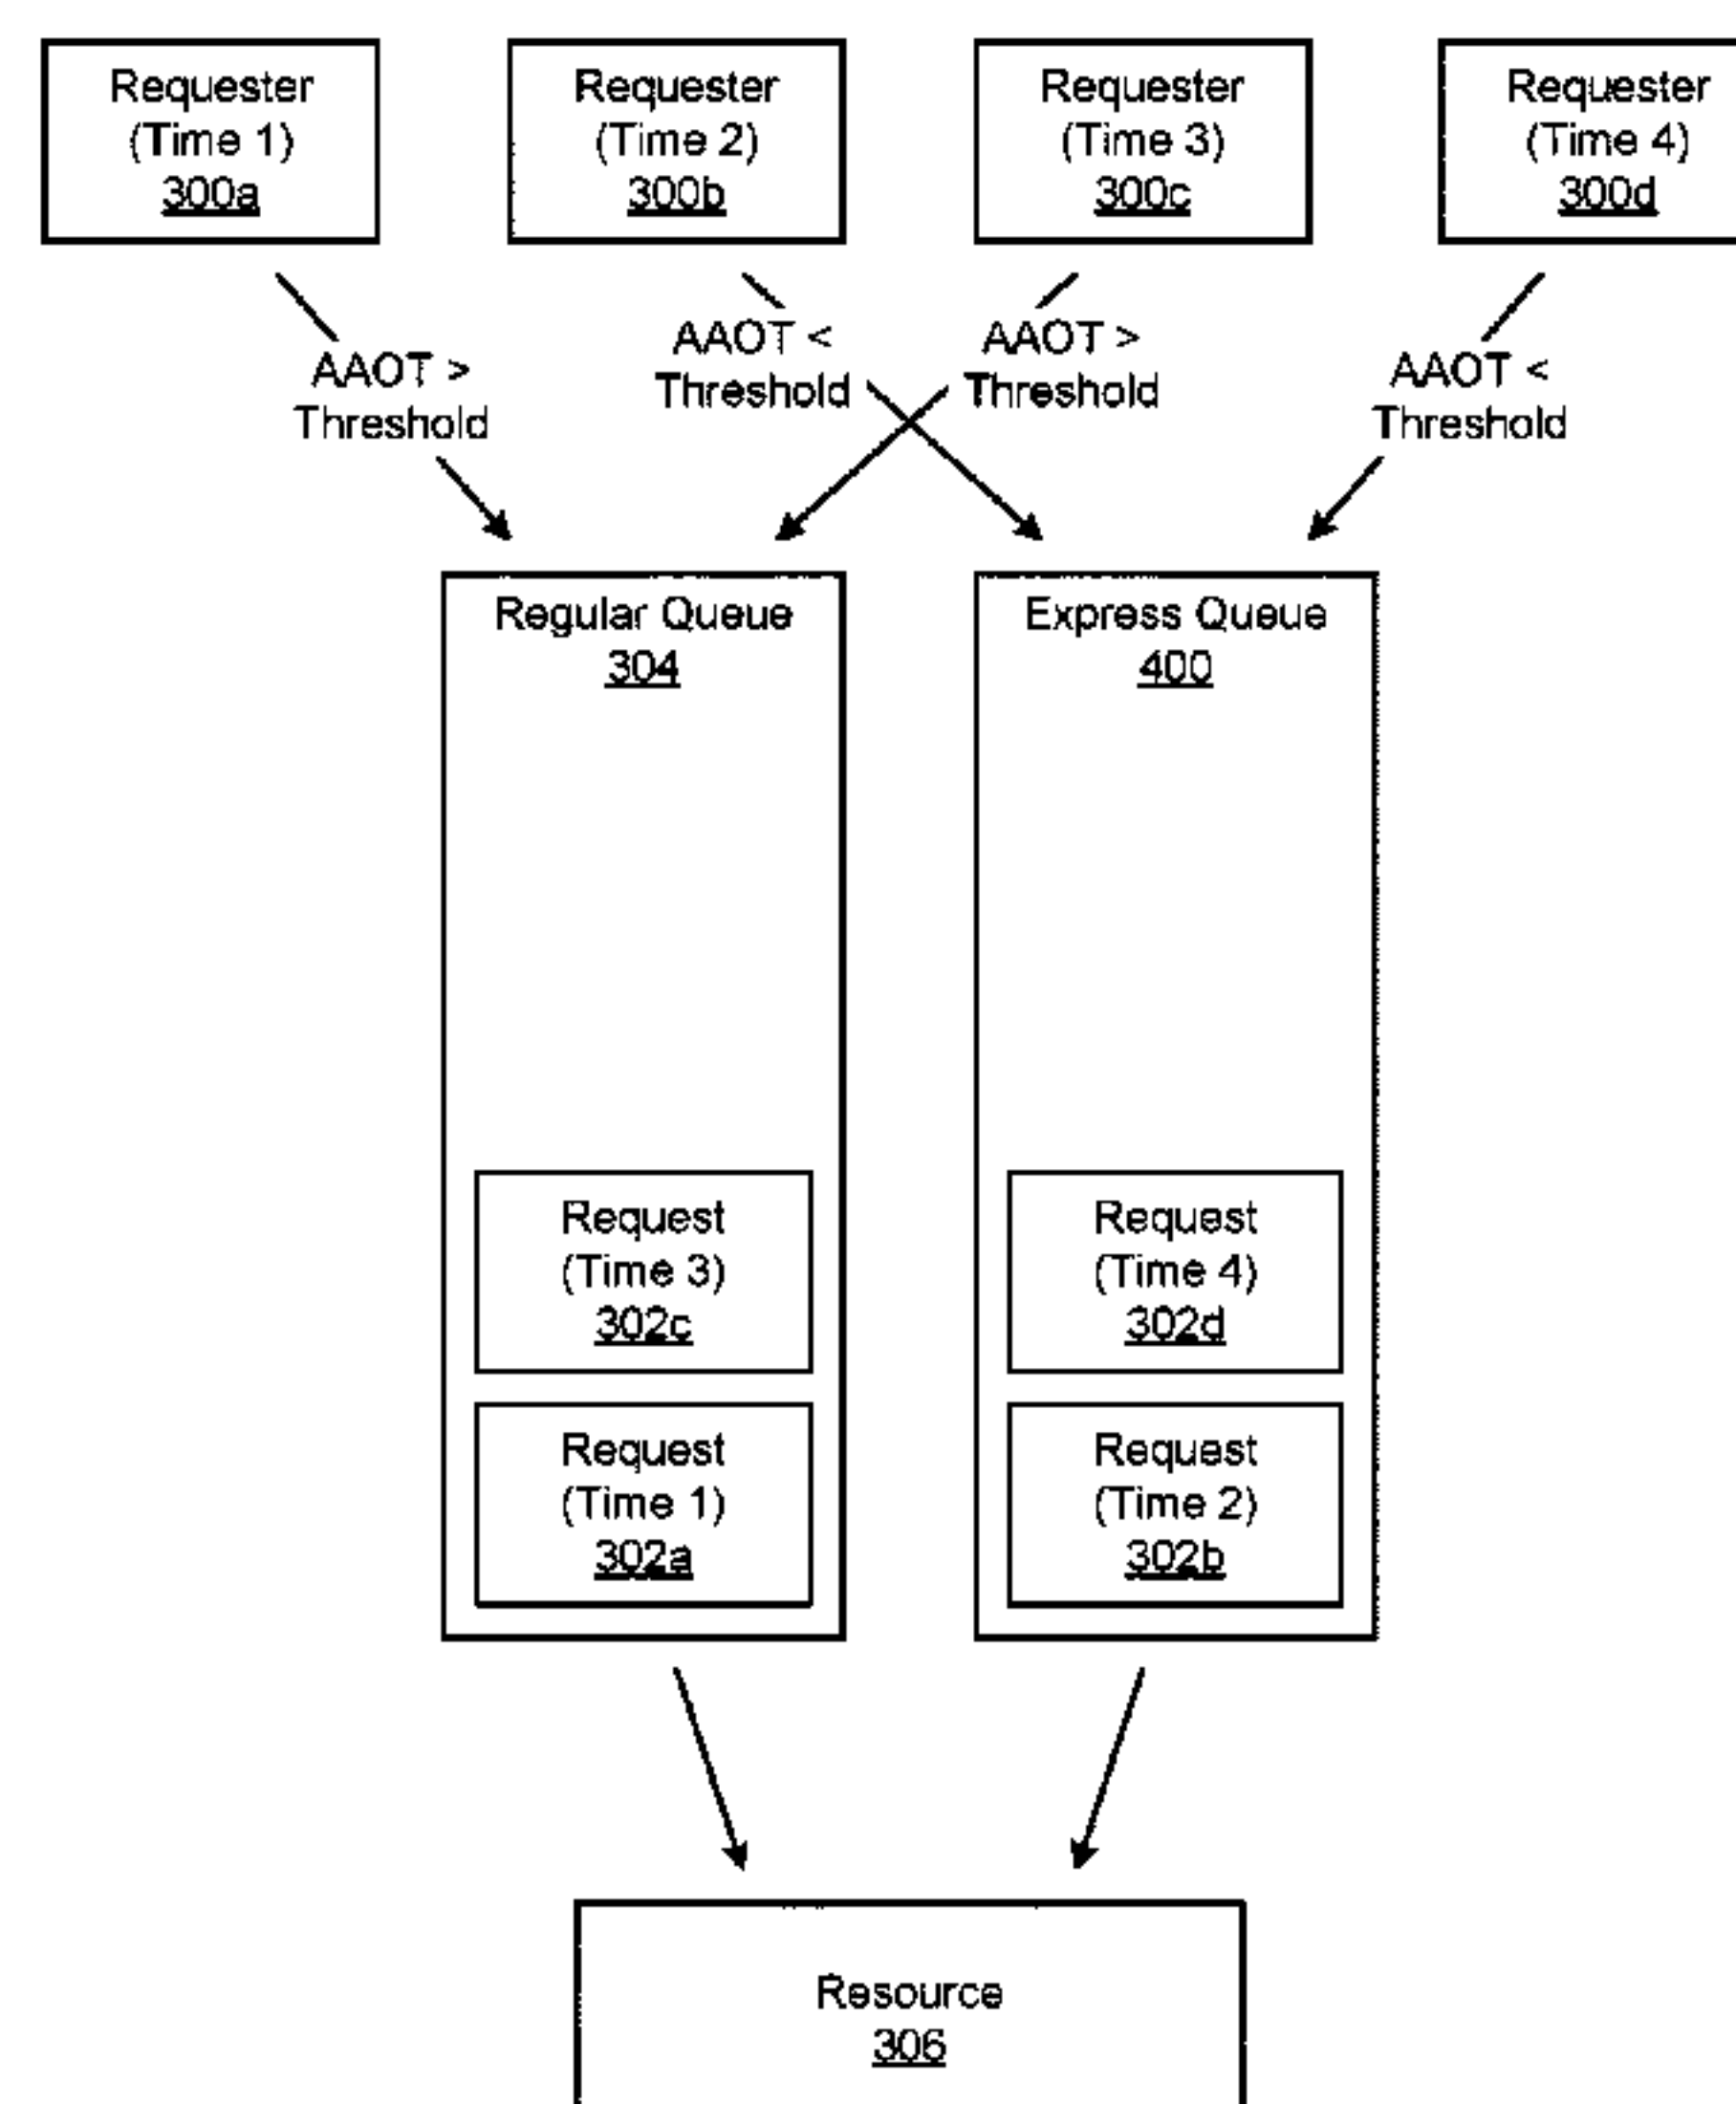 Requester
(Time 1)
300a
Requester
(Time 2)
300b
Requester
(Time 3)
300c
Requester
(Time 4)
300d
AAOT >
Threshold
AAOT <
Threshold
AAOT >
Threshold
AAOT <
Threshold
Regular Queue
304
Express Queue
400
Request
(Time 3)
302c
Request
(Time 4)
302d
Request
(Time 1)
302a
Request
(Time 2)
302b
Resource
306